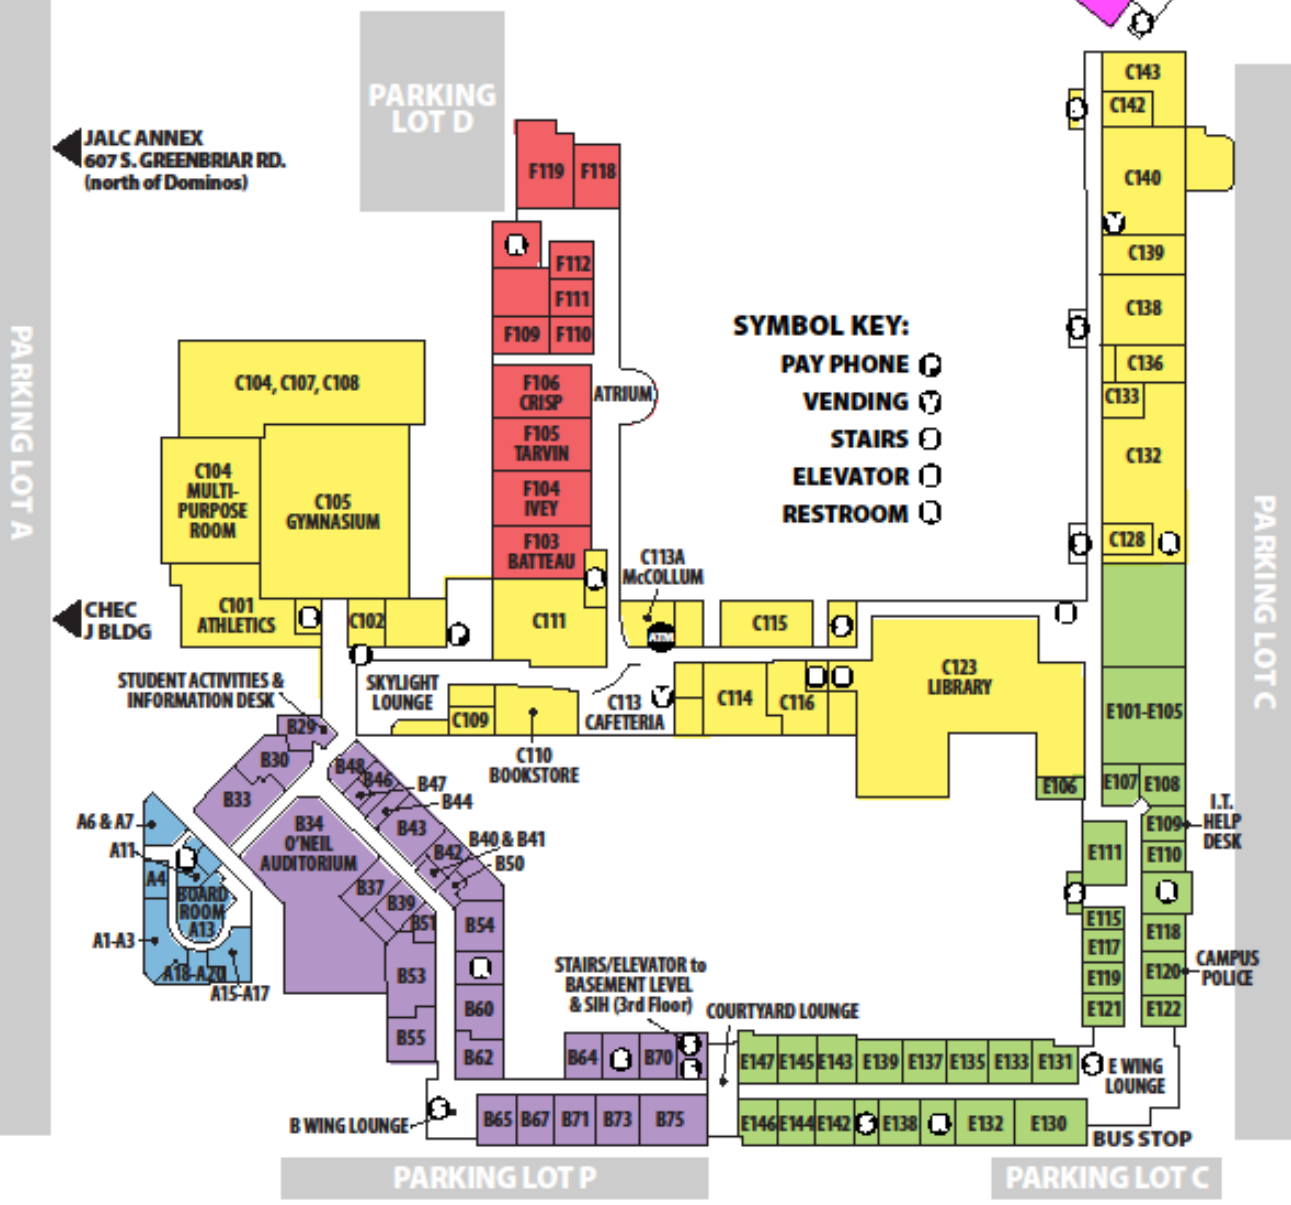 PARKING
LOT D
JALC ANNEX
607 S. GREENBRIAR RD.
(north of Dominos)
PARKING LOT A
CHEC
J BLDG
F119
F118
F112
F111
F109
F110
F106
CRISP
ATRIUM
F105
TARVIN
F104
IVEY
F103
BATTEAU
SYMBOL KEY:
PAY PHONE
VENDING
STAIRS
ELEVATOR
RESTROOM
C143
C142
C140
C139
C138
C136
C133
C132
C128
PARKING LOT C
C104, C107, C108
C104
MULTI-
PURPOSE
ROOM
C105
GYMNASIUM
C101
ATHLETICS
C102
C111
C113A
McCOLLUM
ATM
C115
C123
LIBRARY
STUDENT ACTIVITIES &
INFORMATION DESK
SKYLIGHT
LOUNGE
C109
C110
BOOKSTORE
C113
CAFETERIA
C114
C116
E101-E105
E106
E107
E108
E109
I.T.
HELP
DESK
E110
E111
E115
E117
E118
E119
E120
CAMPUS
POLICE
E121
E122
B29
B30
B33
B34
O'NEIL
AUDITORIUM
B48
B46
B47
B44
B43
B42
B40 & B41
B50
B37
B39
B51
B54
B53
B60
B55
B62
A6 & A7
A11
A4
BOARD
ROOM
A13
A1-A3
A18-A20
A15-A17
STAIRS/ELEVATOR to
BASEMENT LEVEL
& SIH (3rd Floor)
COURTYARD LOUNGE
B64
B70
E147
E145
E143
E139
E137
E135
E133
E131
E WING
LOUNGE
B WING LOUNGE
B65
B67
B71
B73
B75
E146
E144
E142
E138
E132
E130
BUS STOP
PARKING LOT P
PARKING LOT C